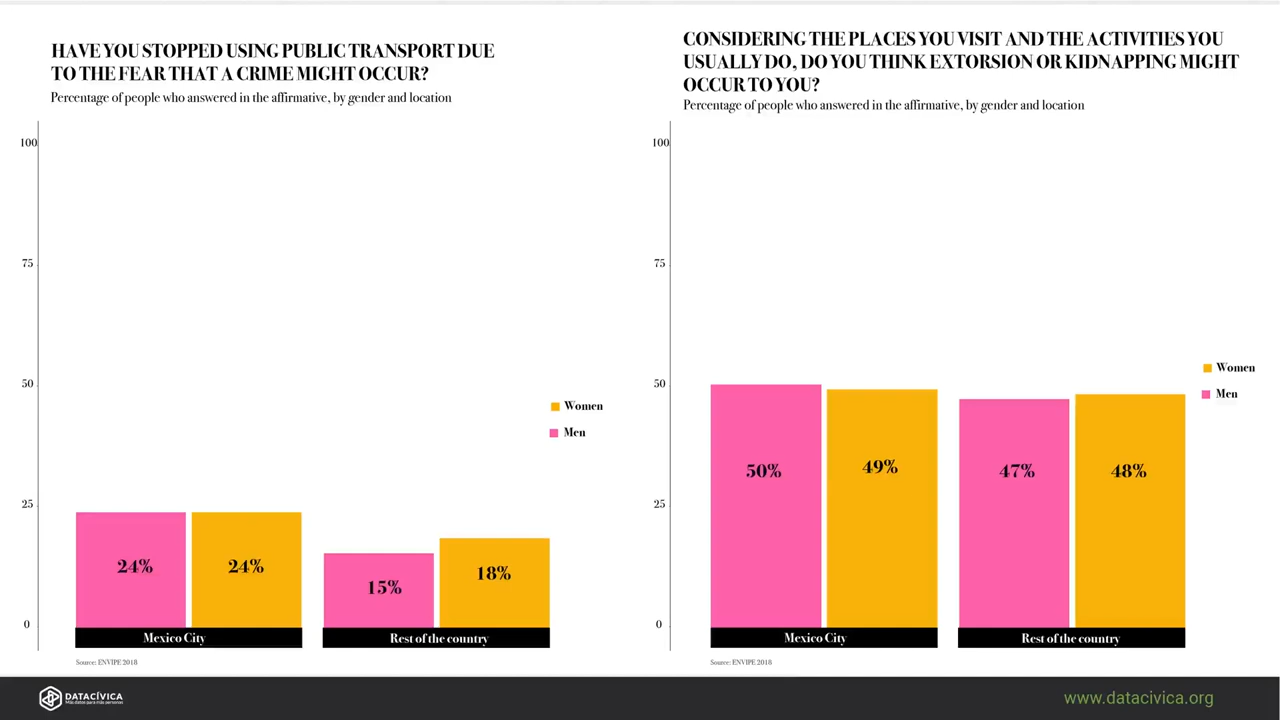 HAVE YOU STOPPED USING PUBLIC TRANSPORT DUE
TO THE FEAR THAT A CRIME MIGHT OCCUR?
Percentage of people who answered in the affirmative, by gender and location
100
75
50
25
0
Women
Men
24%
24%
15%
18%
Mexico City
Rest of the country
Source: ENVIPE 2018
CONSIDERING THE PLACES YOU VISIT AND THE ACTIVITIES YOU
USUALLY DO, DO YOU THINK EXTORSION OR KIDNAPPING MIGHT
OCCUR TO YOU?
Percentage of people who answered in the affirmative, by gender and location
100
75
50
25
0
Women
Men
50%
49%
47%
48%
Mexico City
Rest of the country
Source: ENVIPE 2018
DATACÍVICA
Más datos para más personas
www.datacivica.org